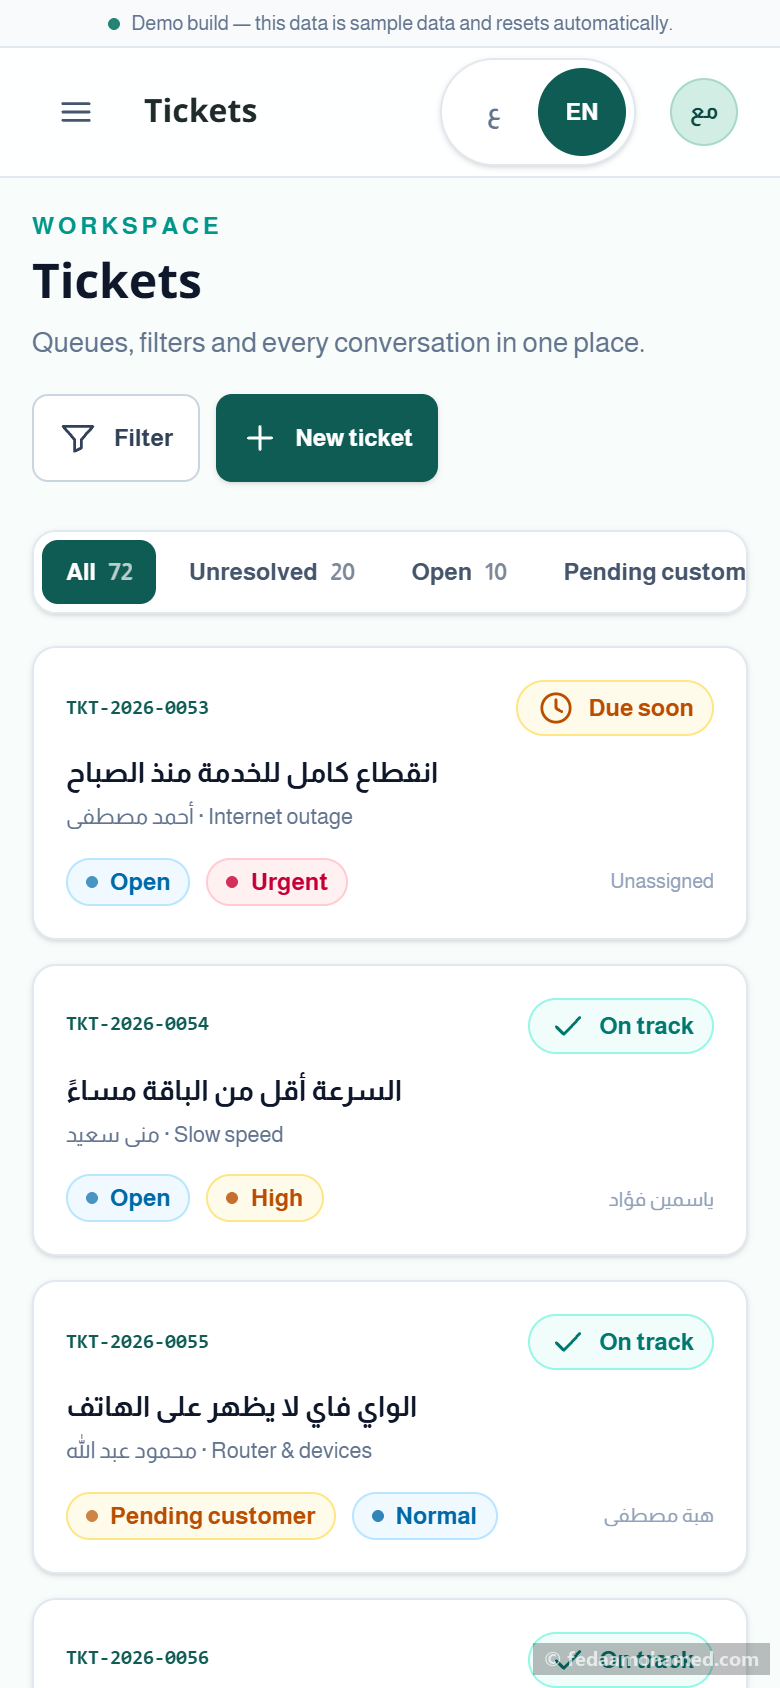 Demo build — this data is sample data and resets automatically.
Tickets
ع EN مع
WORKSPACE
Tickets
Queues, filters and every conversation in one place.
Filter New ticket
All 72 Unresolved 20 Open 10 Pending custom
TKT-2026-0053 Due soon
انقطاع كامل للخدمة منذ الصباح
أحمد مصطفى · Internet outage
Open Urgent Unassigned
TKT-2026-0054 On track
السرعة أقل من الباقة مساءً
منى سعيد · Slow speed
Open High ياسمين فؤاد
TKT-2026-0055 On track
الواي فاي لا يظهر على الهاتف
محمود عبد الله · Router & devices
Pending customer Normal هبة مصطفى
TKT-2026-0056 On track
© fedaamohamed.com